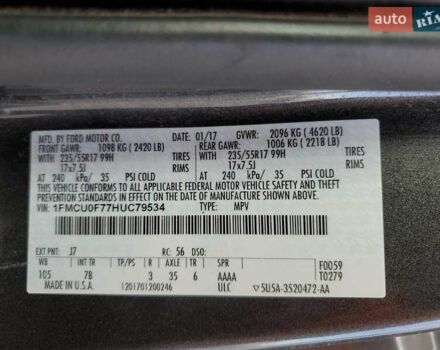 auto RIA
MFD. BY FORD MOTOR CO. 01/17 GVWR: 2096 KG ( 4620 LB)
FRONT GAWR: 1098 KG ( 2420 LB) REAR GAWR: 1006 KG ( 2218 LB)
WITH 235/55R17 99H TIRES WITH 235/55R17 99H TIRES
17x7.5J RIMS 17x7.5J RIMS
AT 240 kPa/ 35 PSI COLD AT 240 kPa/ 35 PSI COLD
THIS VEHICLE CONFORMS TO ALL APPLICABLE FEDERAL MOTOR VEHICLE SAFETY AND THEFT PREVENTION
STANDARDS IN EFFECT ON THE DATE OF MANUFACTURE SHOWN ABOVE.
VIN: 1FMCU0F77HUC79534 TYPE: MPV
EXT PNT: J7 RC: 56 DSO:
WB INT TR R AXLE TR SPR F0059
105 7B 3 35 6 AAAA T0279
MADE IN U.S.A. 1201701200246 ULC 5U5A-3520472-AA